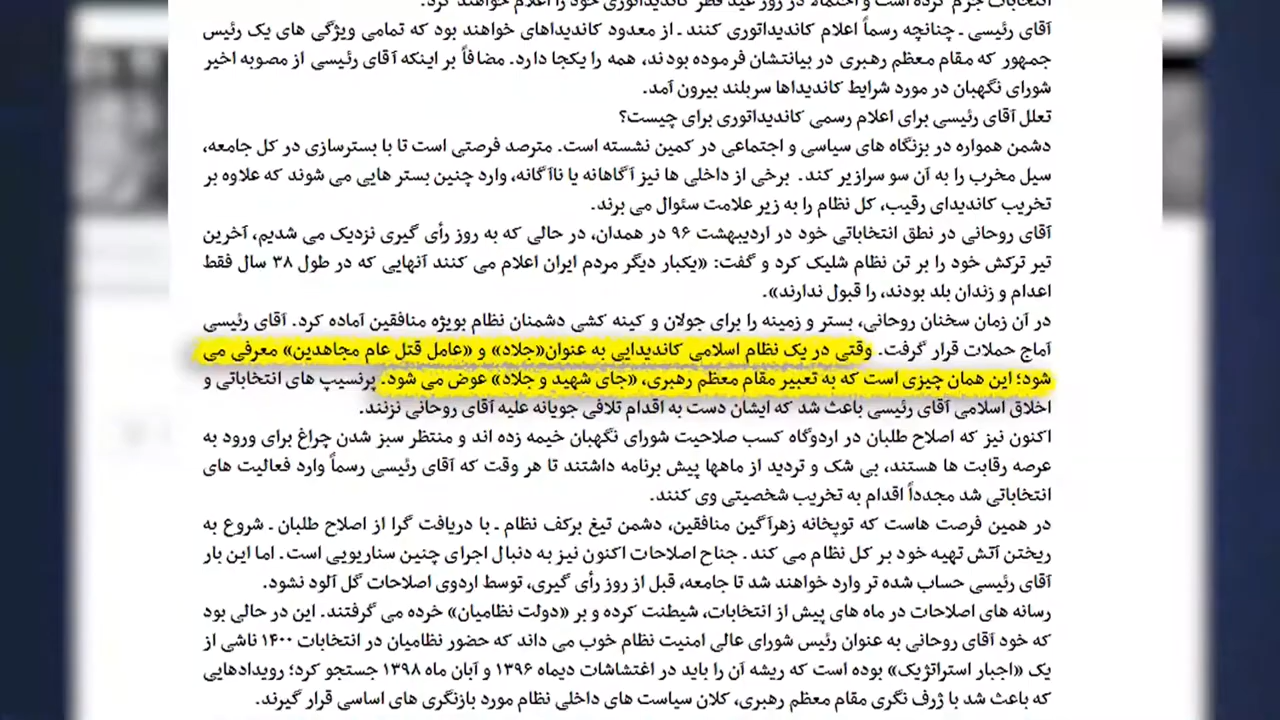 انتخابات جزم کرده است و احتمالا در روز عید فطر کاندیداتوری خود را اعلام خواهند کرد.
آقای رئیسی ـ چنانچه رسماً اعلام کاندیداتوری کنند ـ از معدود کاندیداهای خواهند بود که تمامی ویژگی های یک رئیس
جمهور که مقام معظم رهبری در بیانتشان فرموده بودند، همه را یکجا دارد. مضافاً بر اینکه آقای رئیسی از مصوبه اخیر
شورای نگهبان در مورد شرایط کاندیداها سربلند بیرون آمد.
تعلل آقای رئیسی برای اعلام رسمی کاندیداتوری برای چیست؟
دشمن همواره در بزنگاه های سیاسی و اجتماعی در کمین نشسته است. مترصد فرصتی است تا با بسترسازی در کل جامعه،
سیل مخرب را به آن سو سرازیر کند. برخی از داخلی ها نیز آگاهانه یا ناآگانه، وارد چنین بستر هایی می شوند که علاوه بر
تخریب کاندیدای رقیب، کل نظام را به زیر علامت سئوال می برند.
آقای روحانی در نطق انتخاباتی خود در اردیبهشت ۹۶ در همدان، در حالی که به روز رأی گیری نزدیک می شدیم، آخرین
تیر ترکش خود را بر تن نظام شلیک کرد و گفت: «یکبار دیگر مردم ایران اعلام می کنند آنهایی که در طول ۳۸ سال فقط
اعدام و زندان بلد بودند، را قبول ندارند».
در آن زمان سخنان روحانی، بستر و زمینه را برای جولان و کینه کشی دشمنان نظام بویژه منافقین آماده کرد. آقای رئیسی
آماج حملات قرار گرفت. وقتی در یک نظام اسلامی کاندیدایی به عنوان«جلاد» و «عامل قتل عام مجاهدین» معرفی می
شود؛ این همان چیزی است که به تعبیر مقام معظم رهبری، «جای شهید و جلاد» عوض می شود. پرنسیپ های انتخاباتی و
اخلاق اسلامی آقای رئیسی باعث شد که ایشان دست به اقدام تلافی جویانه علیه آقای روحانی نزنند.
اکنون نیز که اصلاح طلبان در اردوگاه کسب صلاحیت شورای نگهبان خیمه زده اند و منتظر سبز شدن چراغ برای ورود به
عرصه رقابت ها هستند، بی شک و تردید از ماهها پیش برنامه داشتند تا هر وقت که آقای رئیسی رسماً وارد فعالیت های
انتخاباتی شد مجدداً اقدام به تخریب شخصیتی وی کنند.
در همین فرصت هاست که توپخانه زهرآگین منافقین، دشمن تیغ برکف نظام ـ با دریافت گرا از اصلاح طلبان ـ شروع به
ریختن آتش تهیه خود بر کل نظام می کند. جناح اصلاحات اکنون نیز به دنبال اجرای چنین سناریویی است ـ اما این بار
آقای رئیسی حساب شده تر وارد خواهند شد تا جامعه، قبل از روز رأی گیری، توسط اردوی اصلاحات گل آلود نشود.
رسانه های اصلاحات در ماه های پیش از انتخابات، شیطنت کرده و بر «دولت نظامیان» خرده می گرفتند. این در حالی بود
که خود آقای روحانی به عنوان رئیس شورای عالی امنیت نظام خوب می داند که حضور نظامیان در انتخابات ۱۴۰۰ ناشی از
یک «اجبار استراتژیک» بوده است که ریشه آن را باید در اغتشاشات دیماه ۱۳۹۶ و آبان ماه ۱۳۹۸ جستجو کرد؛ رویدادهایی
که باعث شد با ژرف نگری مقام معظم رهبری، کلان سیاست های داخلی نظام مورد بازنگری های اساسی قرار گیرند.